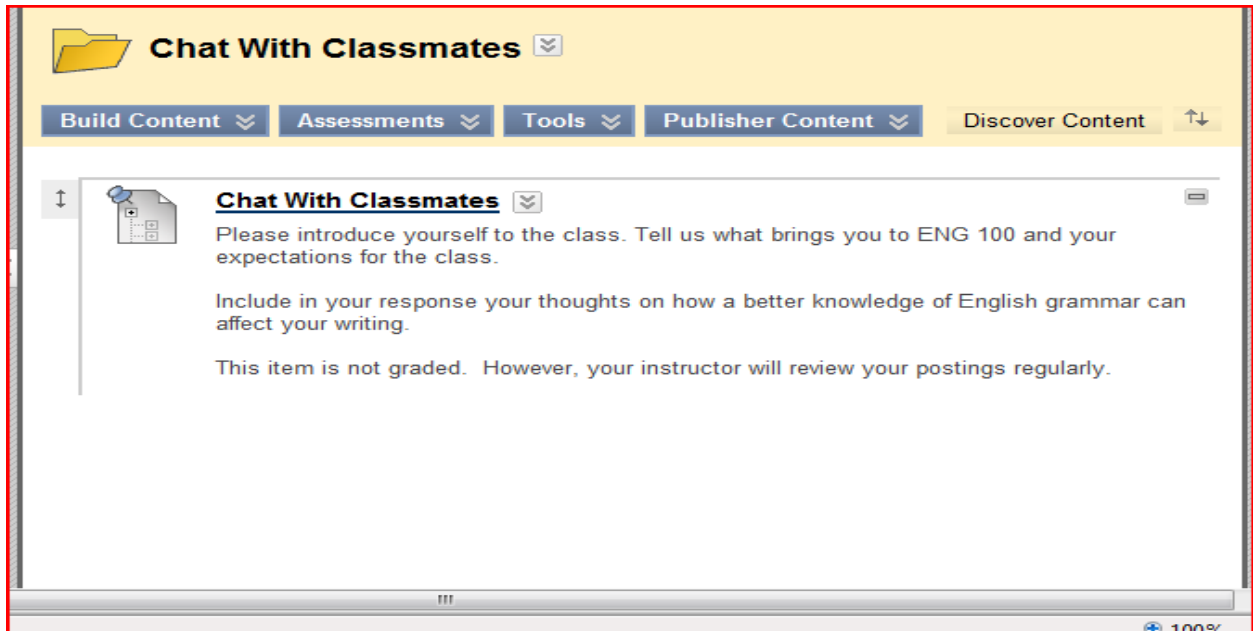 Chat With Classmates
Build Content Assessments Tools Publisher Content Discover Content
Chat With Classmates
Please introduce yourself to the class. Tell us what brings you to ENG 100 and your
expectations for the class.
Include in your response your thoughts on how a better knowledge of English grammar can
affect your writing.
This item is not graded.  However, your instructor will review your postings regularly.
100%